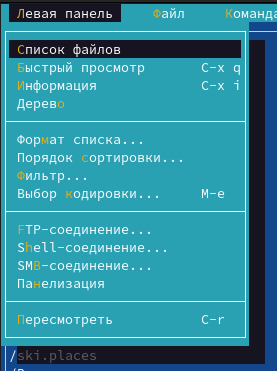 Левая панель Файл Команда
Список файлов
Быстрый просмотр C-x q
Информация C-x i
Дерево
Формат списка...
Порядок сортировки...
Фильтр...
Выбор кодировки... M-e
FTP-соединение...
Shell-соединение...
SMB-соединение...
Панелизация
Пересмотреть C-r
/ski.places